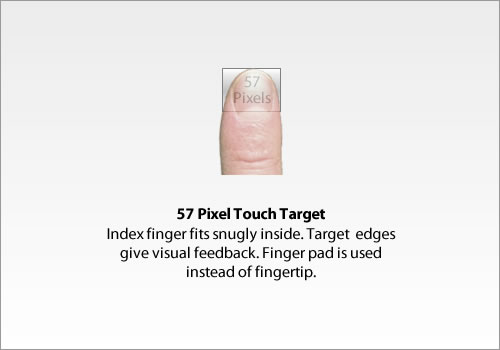 57
Pixels
57 Pixel Touch Target
Index finger fits snugly inside. Target edges
give visual feedback. Finger pad is used
instead of fingertip.